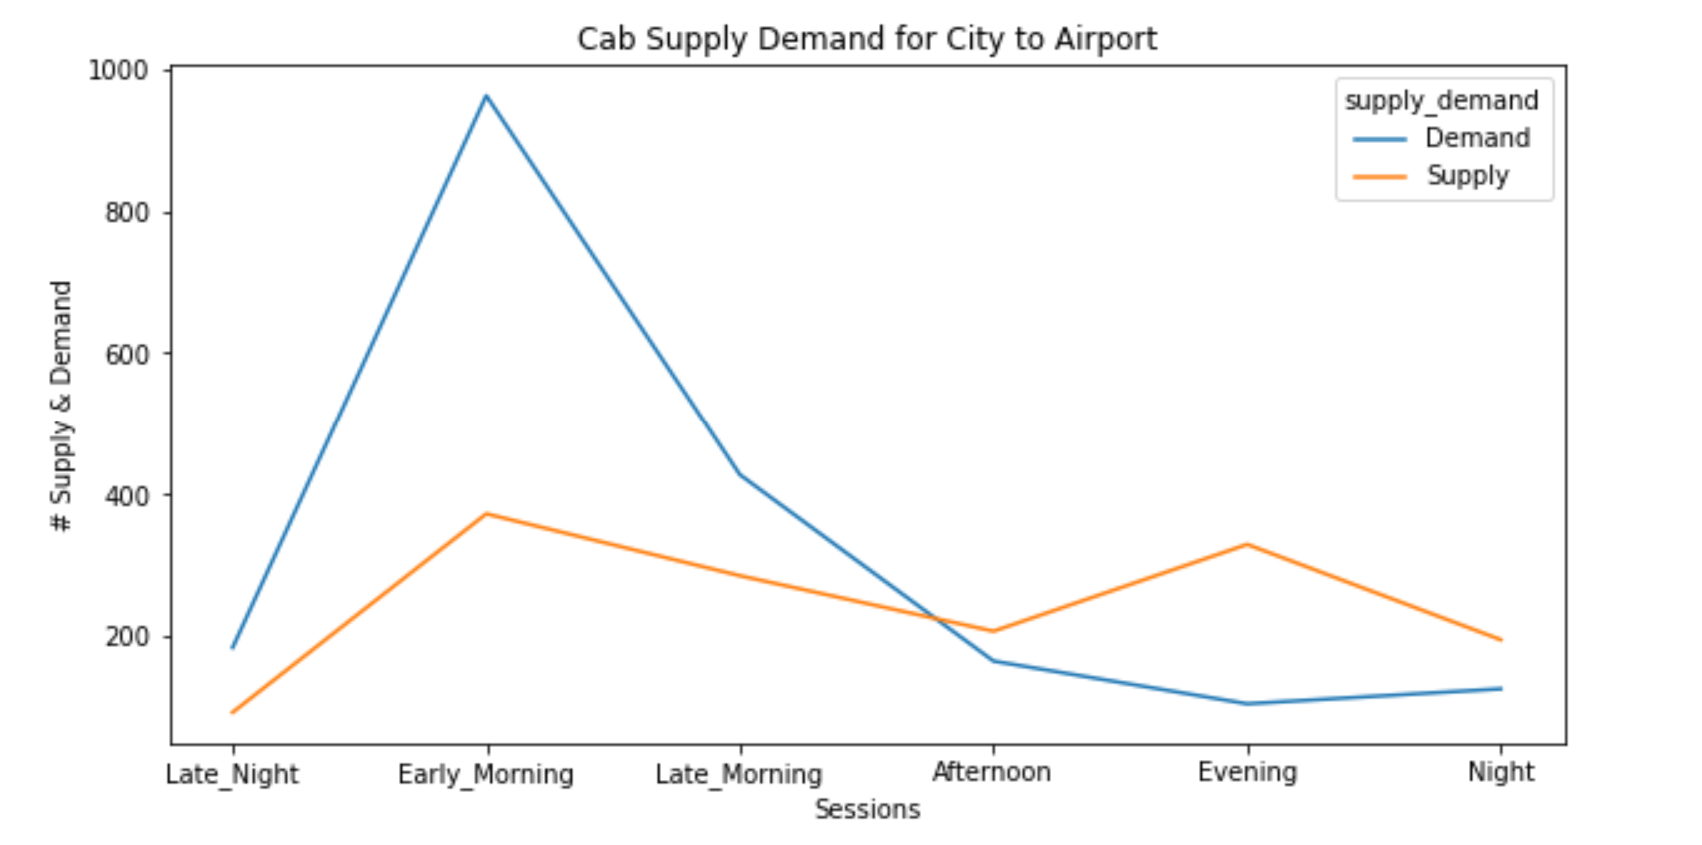 Cab Supply Demand for City to Airport
1000
800
600
400
200
# Supply & Demand
supply_demand
Demand
Supply
Late_Night Early_Morning Late_Morning Afternoon Evening Night
Sessions